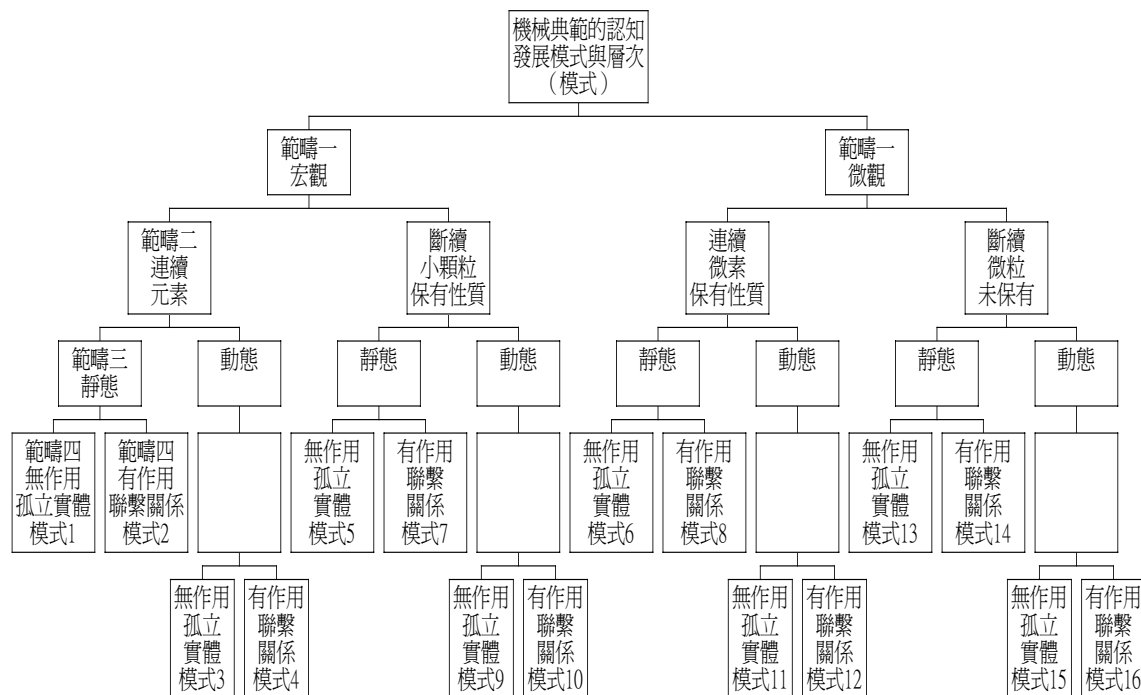 機械典範的認知
發展模式與層次
（模式）
範疇一
宏觀
範疇一
微觀
範疇二
連續
元素
斷續
小顆粒
保有性質
連續
微素
保有性質
斷續
微粒
未保有
範疇三
靜態
動態
靜態
動態
靜態
動態
靜態
動態
範疇四
無作用
孤立實體
模式1
範疇四
有作用
聯繫關係
模式2
無作用
孤立
實體
模式5
有作用
聯繫
關係
模式7
無作用
孤立
實體
模式6
有作用
聯繫
關係
模式8
無作用
孤立
實體
模式13
有作用
聯繫
關係
模式14
無作用
孤立
實體
模式3
有作用
聯繫
關係
模式4
無作用
孤立
實體
模式9
有作用
聯繫
關係
模式10
無作用
孤立
實體
模式11
有作用
聯繫
關係
模式12
無作用
孤立
實體
模式15
有作用
聯繫
關係
模式16